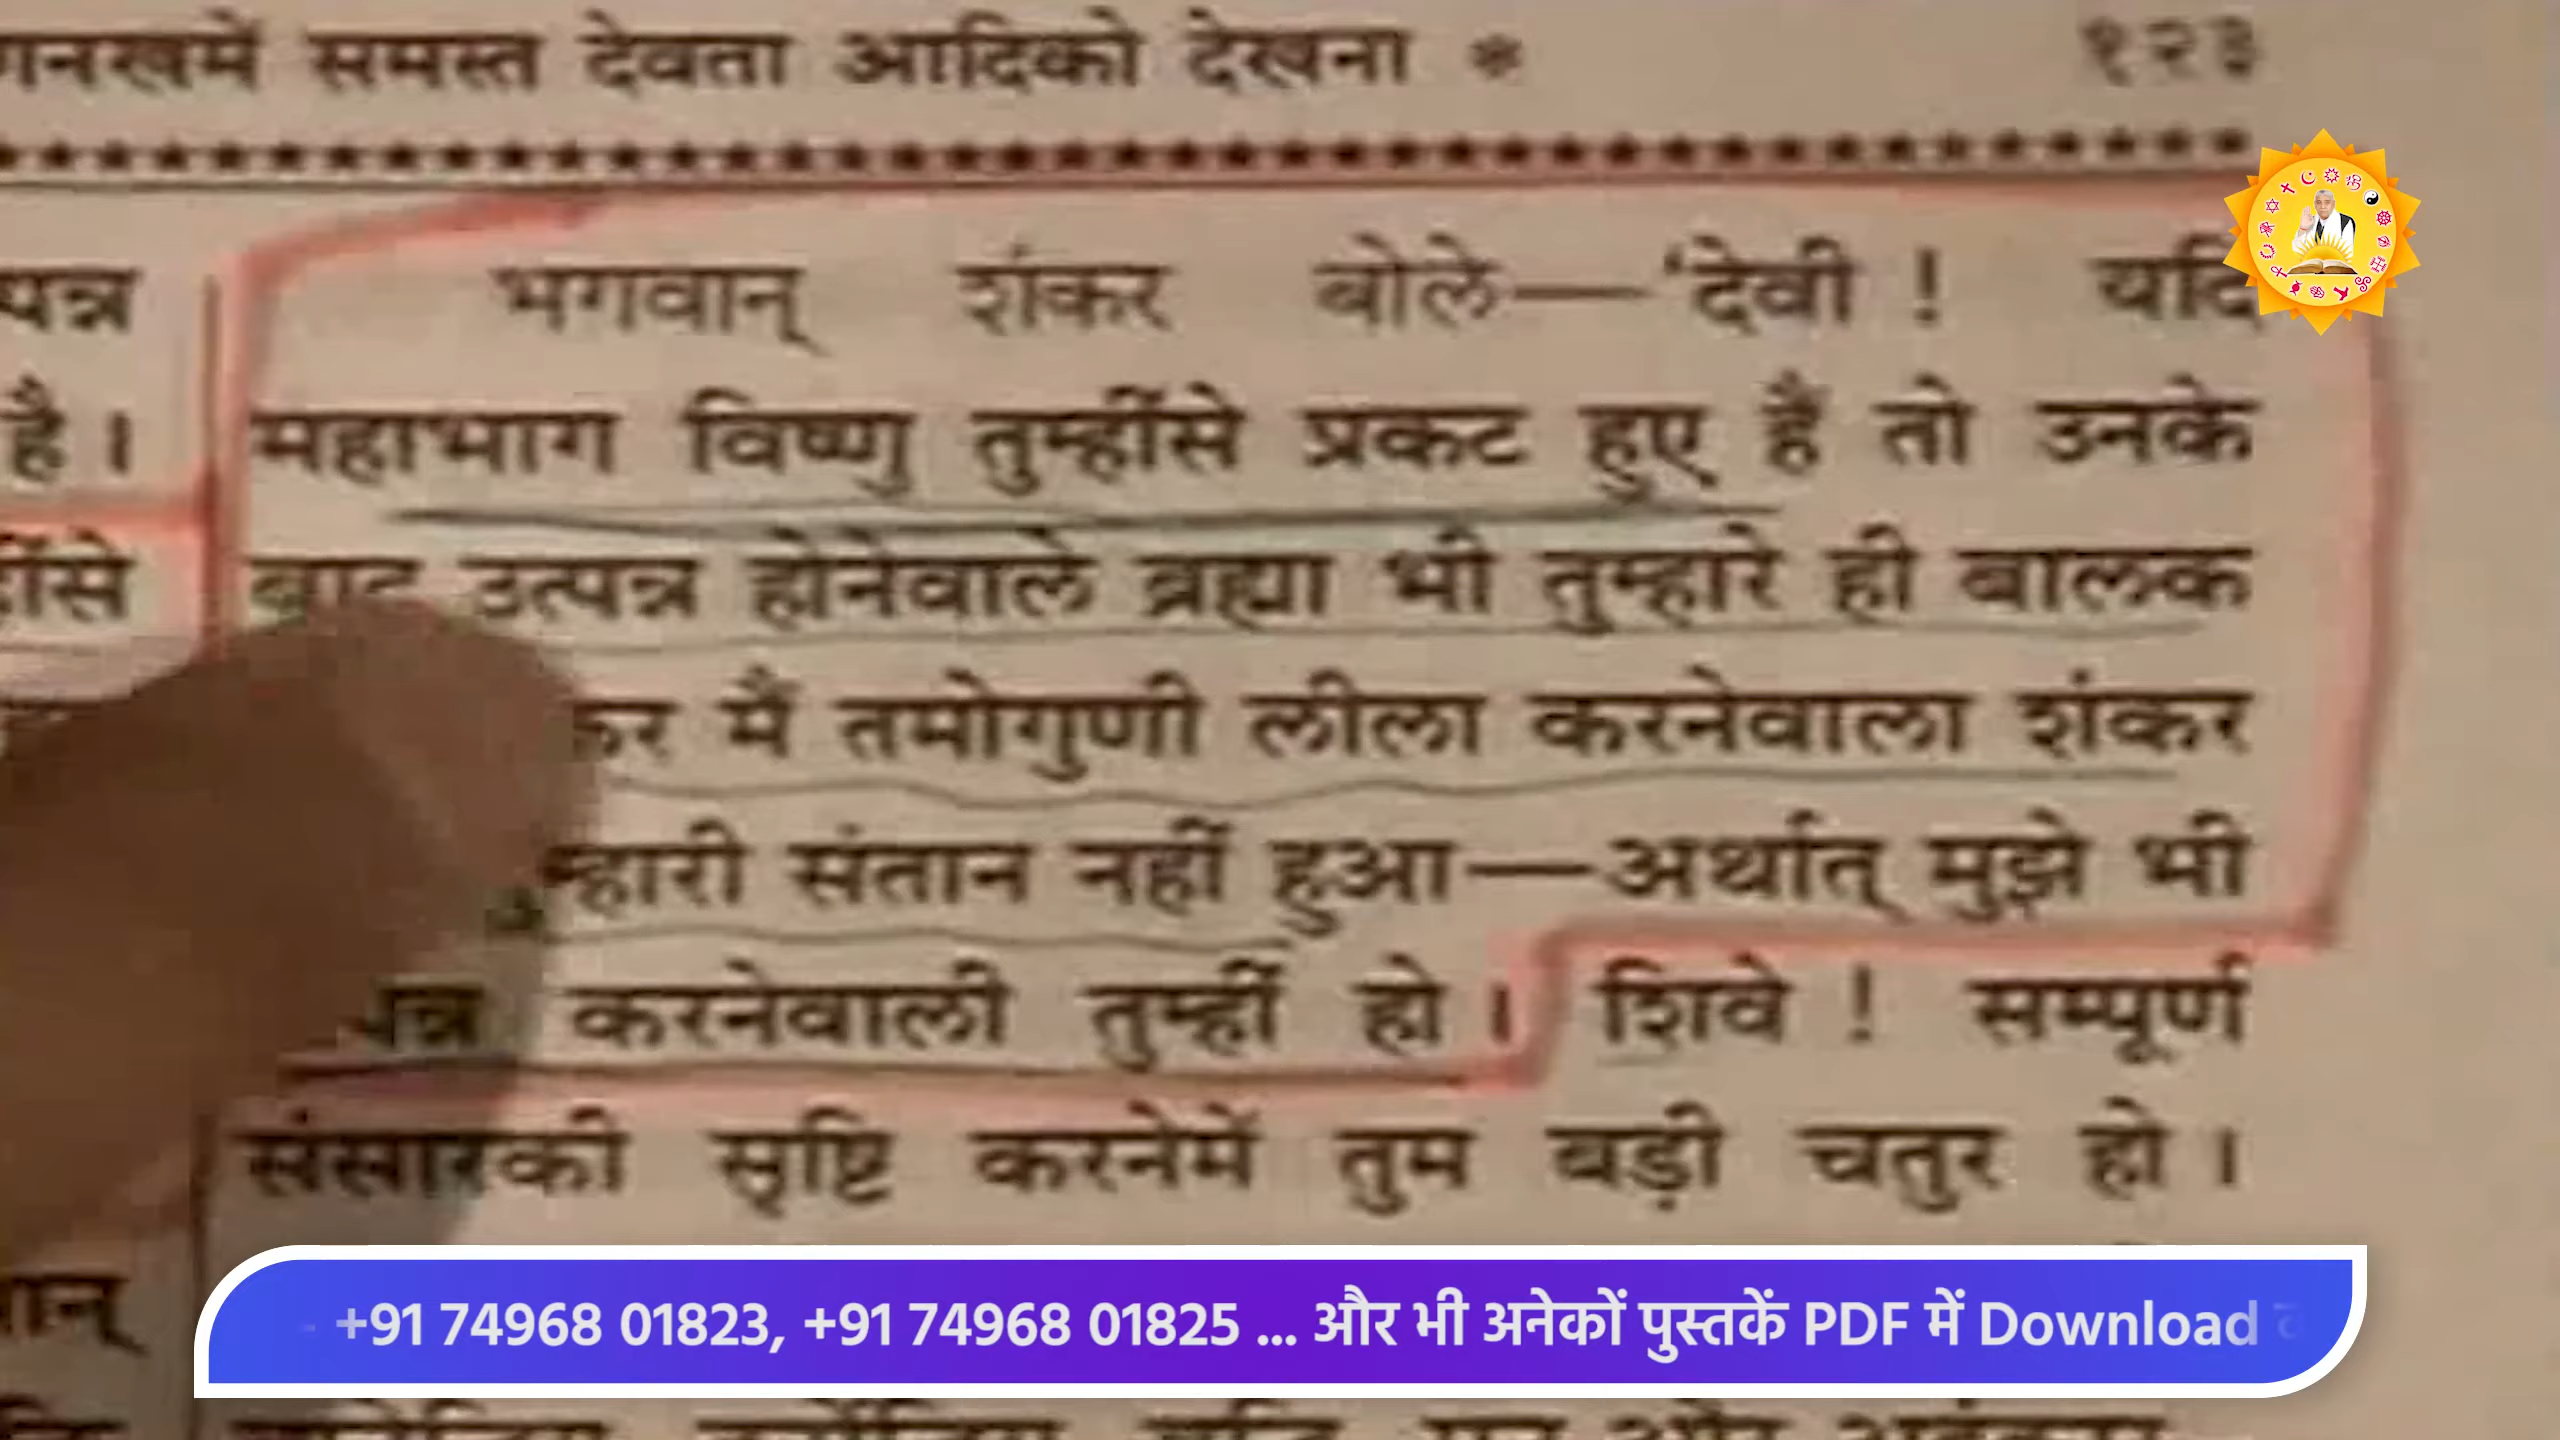 समस्त देवता आदिको देखना * १२३
भगवान् शंकर बोले—'देवी ! यदि
पन्न
महाभाग विष्णु तुम्हींसे प्रकट हुए हैं तो उनके
है ।
बाद उत्पन्न होनेवाले ब्रह्मा भी तुम्हारे ही बालक
मैं तमोगुणी लीला करनेवाला शंकर
म्हारी संतान नहीं हुआ—अर्थात् मुझे भी
करनेवाली तुम्हीं हो । शिवे ! सम्पूर्ण
संसारकी सृष्टि करनेमें तुम बड़ी चतुर हो ।
+91 74968 01823, +91 74968 01825 ... और भी अनेकों पुस्तकें PDF में Download